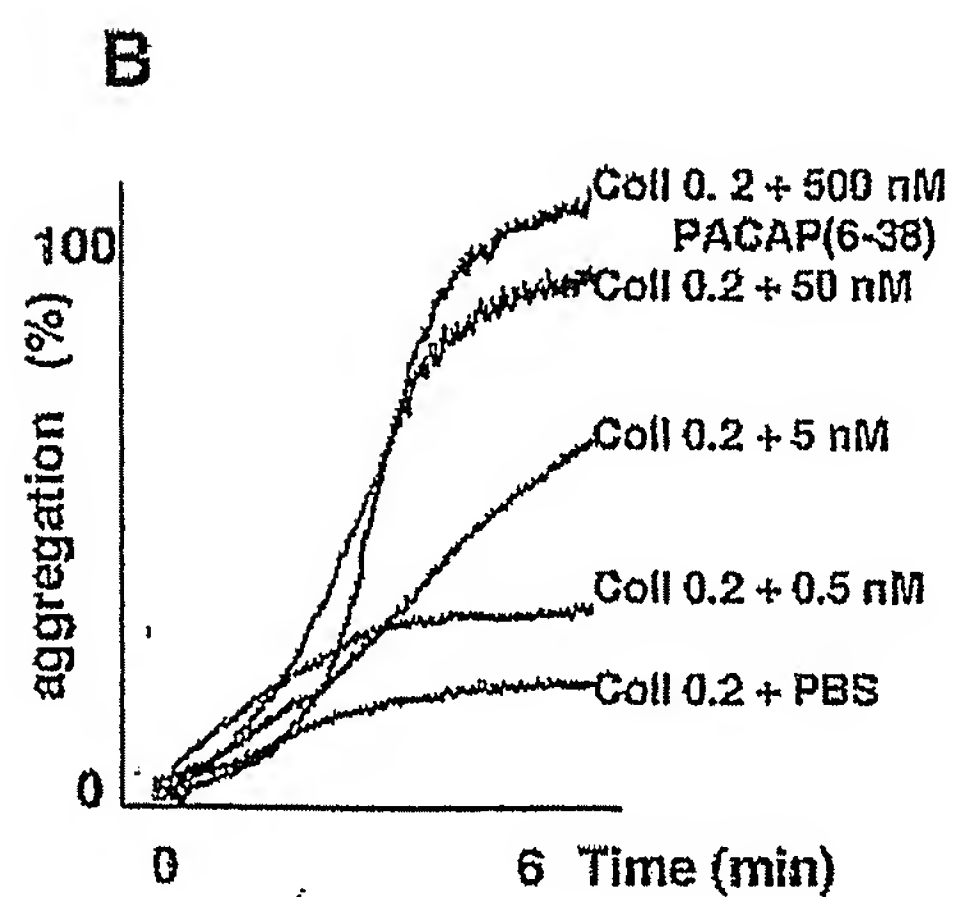 B
100
aggregation (%)
0
Coll 0. 2 + 500 nM
PACAP(6-38)
Coll 0.2 + 50 nM
Coll 0.2 + 5 nM
Coll 0.2 + 0.5 nM
Coll 0.2 + PBS
0 6 Time (min)